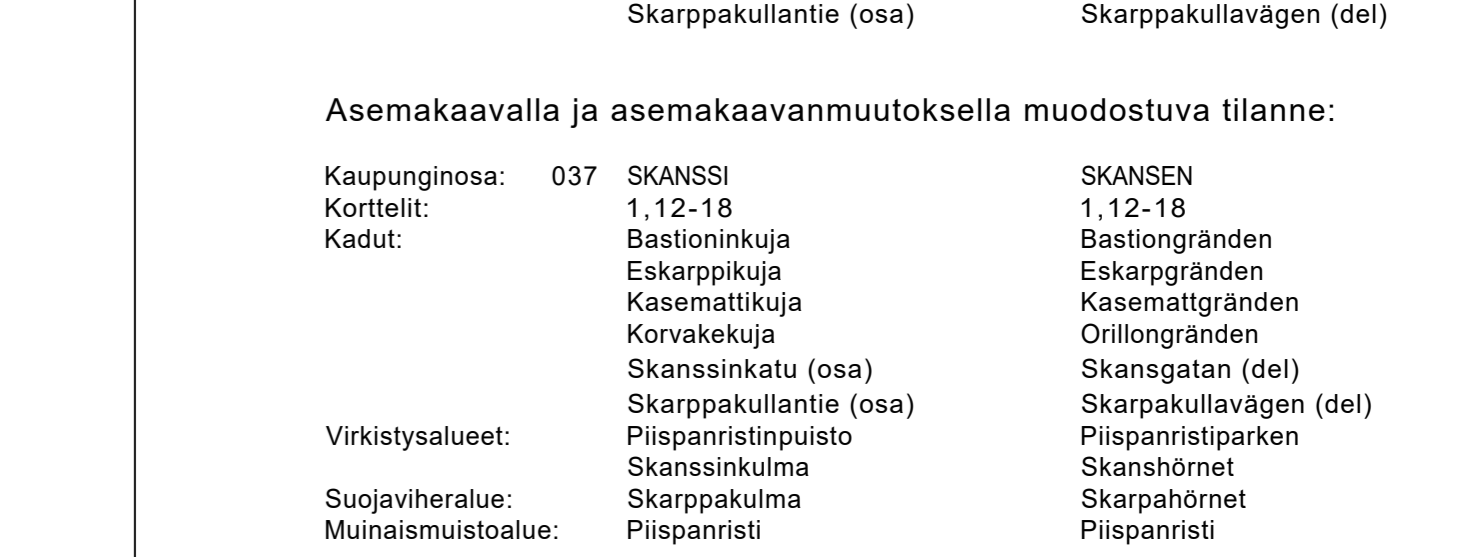 Skarppakullantie (osa) Skarppakullavägen (del)
Asemakaavalla ja asemakaavanmuutoksella muodostuva tilanne:
Kaupunginosa: 037 SKANSSI SKANSEN
Korttelit: 1,12-18 1,12-18
Kadut: Bastioninkuja Bastiongränden
Eskarppikuja Eskarpgränden
Kasemattikuja Kasemattgränden
Korvakekuja Orillongränden
Skanssinkatu (osa) Skansgatan (del)
Skarppakullantie (osa) Skarpakullavägen (del)
Virkistysalueet: Piispanristinpuisto Piispanristiparken
Skanssinkulma Skanshörnet
Suojaviheralue: Skarppakulma Skarpahörnet
Muinaismuistoalue: Piispanristi Piispanristi